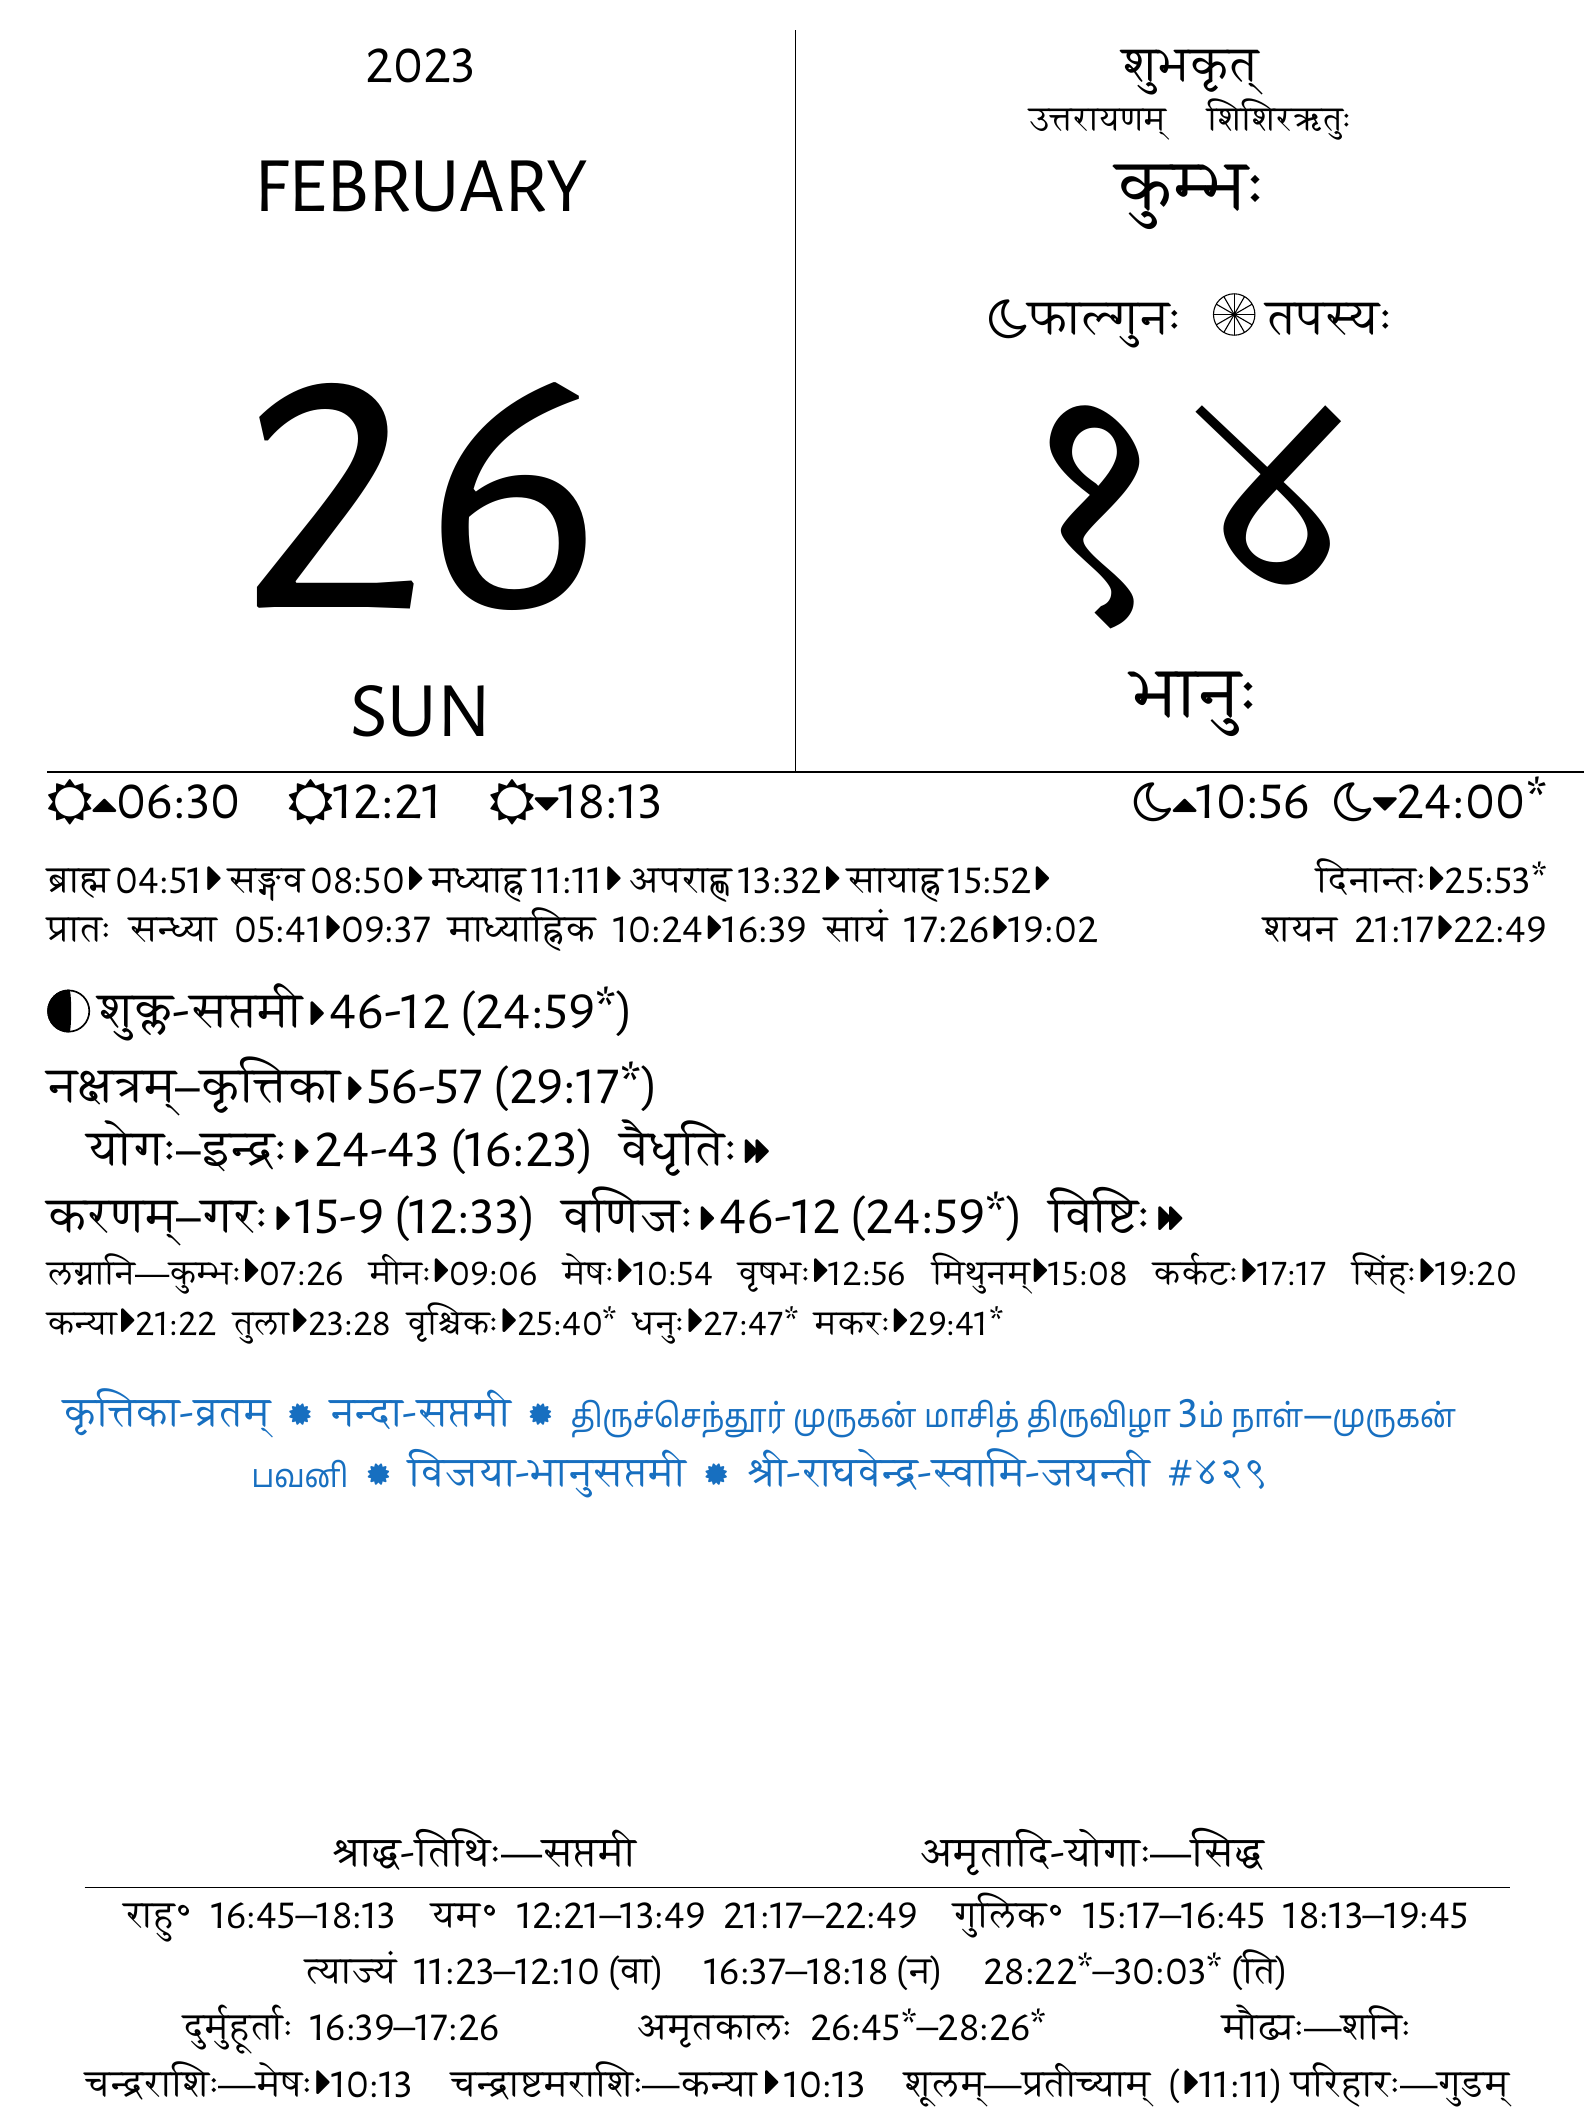 2023
FEBRUARY
26
SUN
शुभकृत्
उत्तरायणम् शिशिरऋतुः
कुम्भः
फाल्गुनः तपस्यः
१४
भानुः
06:30 12:21 18:13 10:56 24:00*
ब्राह्म 04:51 सङ्गव 08:50 मध्याह्न 11:11 अपराह्ण 13:32 सायाह्न 15:52 दिनान्तः 25:53*
प्रातः सन्ध्या 05:41 09:37 माध्याह्निक 10:24 16:39 सायं 17:26 19:02 शयन 21:17 22:49
शुक्ल-सप्तमी 46-12 (24:59*)
नक्षत्रम्–कृत्तिका 56-57 (29:17*)
योगः–इन्द्रः 24-43 (16:23) वैधृतिः
करणम्–गरः 15-9 (12:33) वणिजः 46-12 (24:59*) विष्टिः
लग्नानि—कुम्भः 07:26 मीनः 09:06 मेषः 10:54 वृषभः 12:56 मिथुनम् 15:08 कर्कटः 17:17 सिंहः 19:20
कन्या 21:22 तुला 23:28 वृश्चिकः 25:40* धनुः 27:47* मकरः 29:41*
कृत्तिका-व्रतम् ✹ नन्दा-सप्तमी ✹ திருச்செந்தூர் முருகன் மாசித் திருவிழா 3ம் நாள்—முருகன்
பவனி ✹ विजया-भानुसप्तमी ✹ श्री-राघवेन्द्र-स्वामि-जयन्ती #४२९
श्राद्ध-तिथिः—सप्तमी अमृतादि-योगाः—सिद्ध
राहु॰ 16:45–18:13 यम॰ 12:21–13:49 21:17–22:49 गुलिक॰ 15:17–16:45 18:13–19:45
त्याज्यं 11:23–12:10 (वा) 16:37–18:18 (न) 28:22*–30:03* (ति)
दुर्मुहूर्ताः 16:39–17:26 अमृतकालः 26:45*–28:26* मौढ्यः—शनिः
चन्द्रराशिः—मेषः 10:13 चन्द्राष्टमराशिः—कन्या 10:13 शूलम्—प्रतीच्याम् ( 11:11) परिहारः—गुडम्